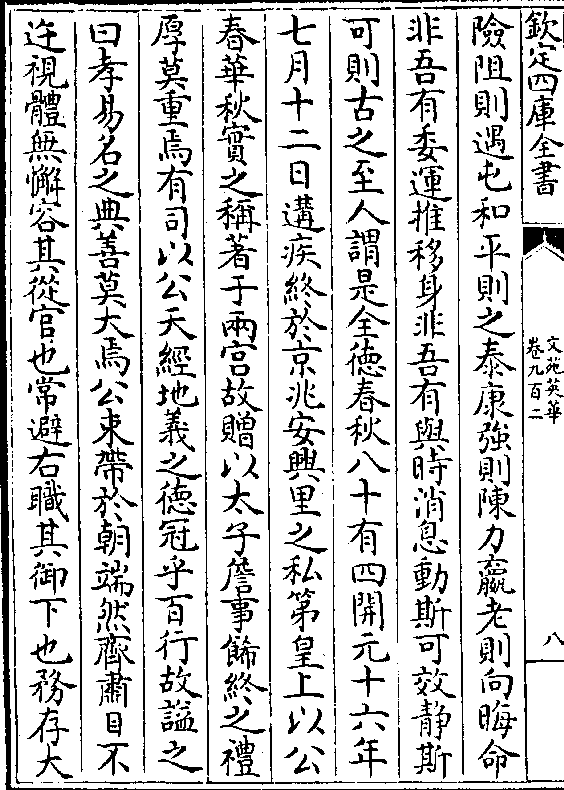 欽定四庫全書
文苑英華
卷九百二
八
險阻則遇屯和平則之泰康強則陳力羸老則向晦命
非吾有委運推移身非吾有與時消息動斯可效静斯
可則古之至人謂是全徳春秋八十有四開元十六年
七月十二日遘疾終於京兆安興里之私第皇上以公
春華秋實之稱著于兩宫故贈以太子詹事飾終之禮
厚莫重焉有司以公天經地義之徳冠乎百行故謚之
曰孝易名之典善莫大焉公束帶於朝端然齊肅目不
迕視體無懈容其從官也常避右職其御下也務存大